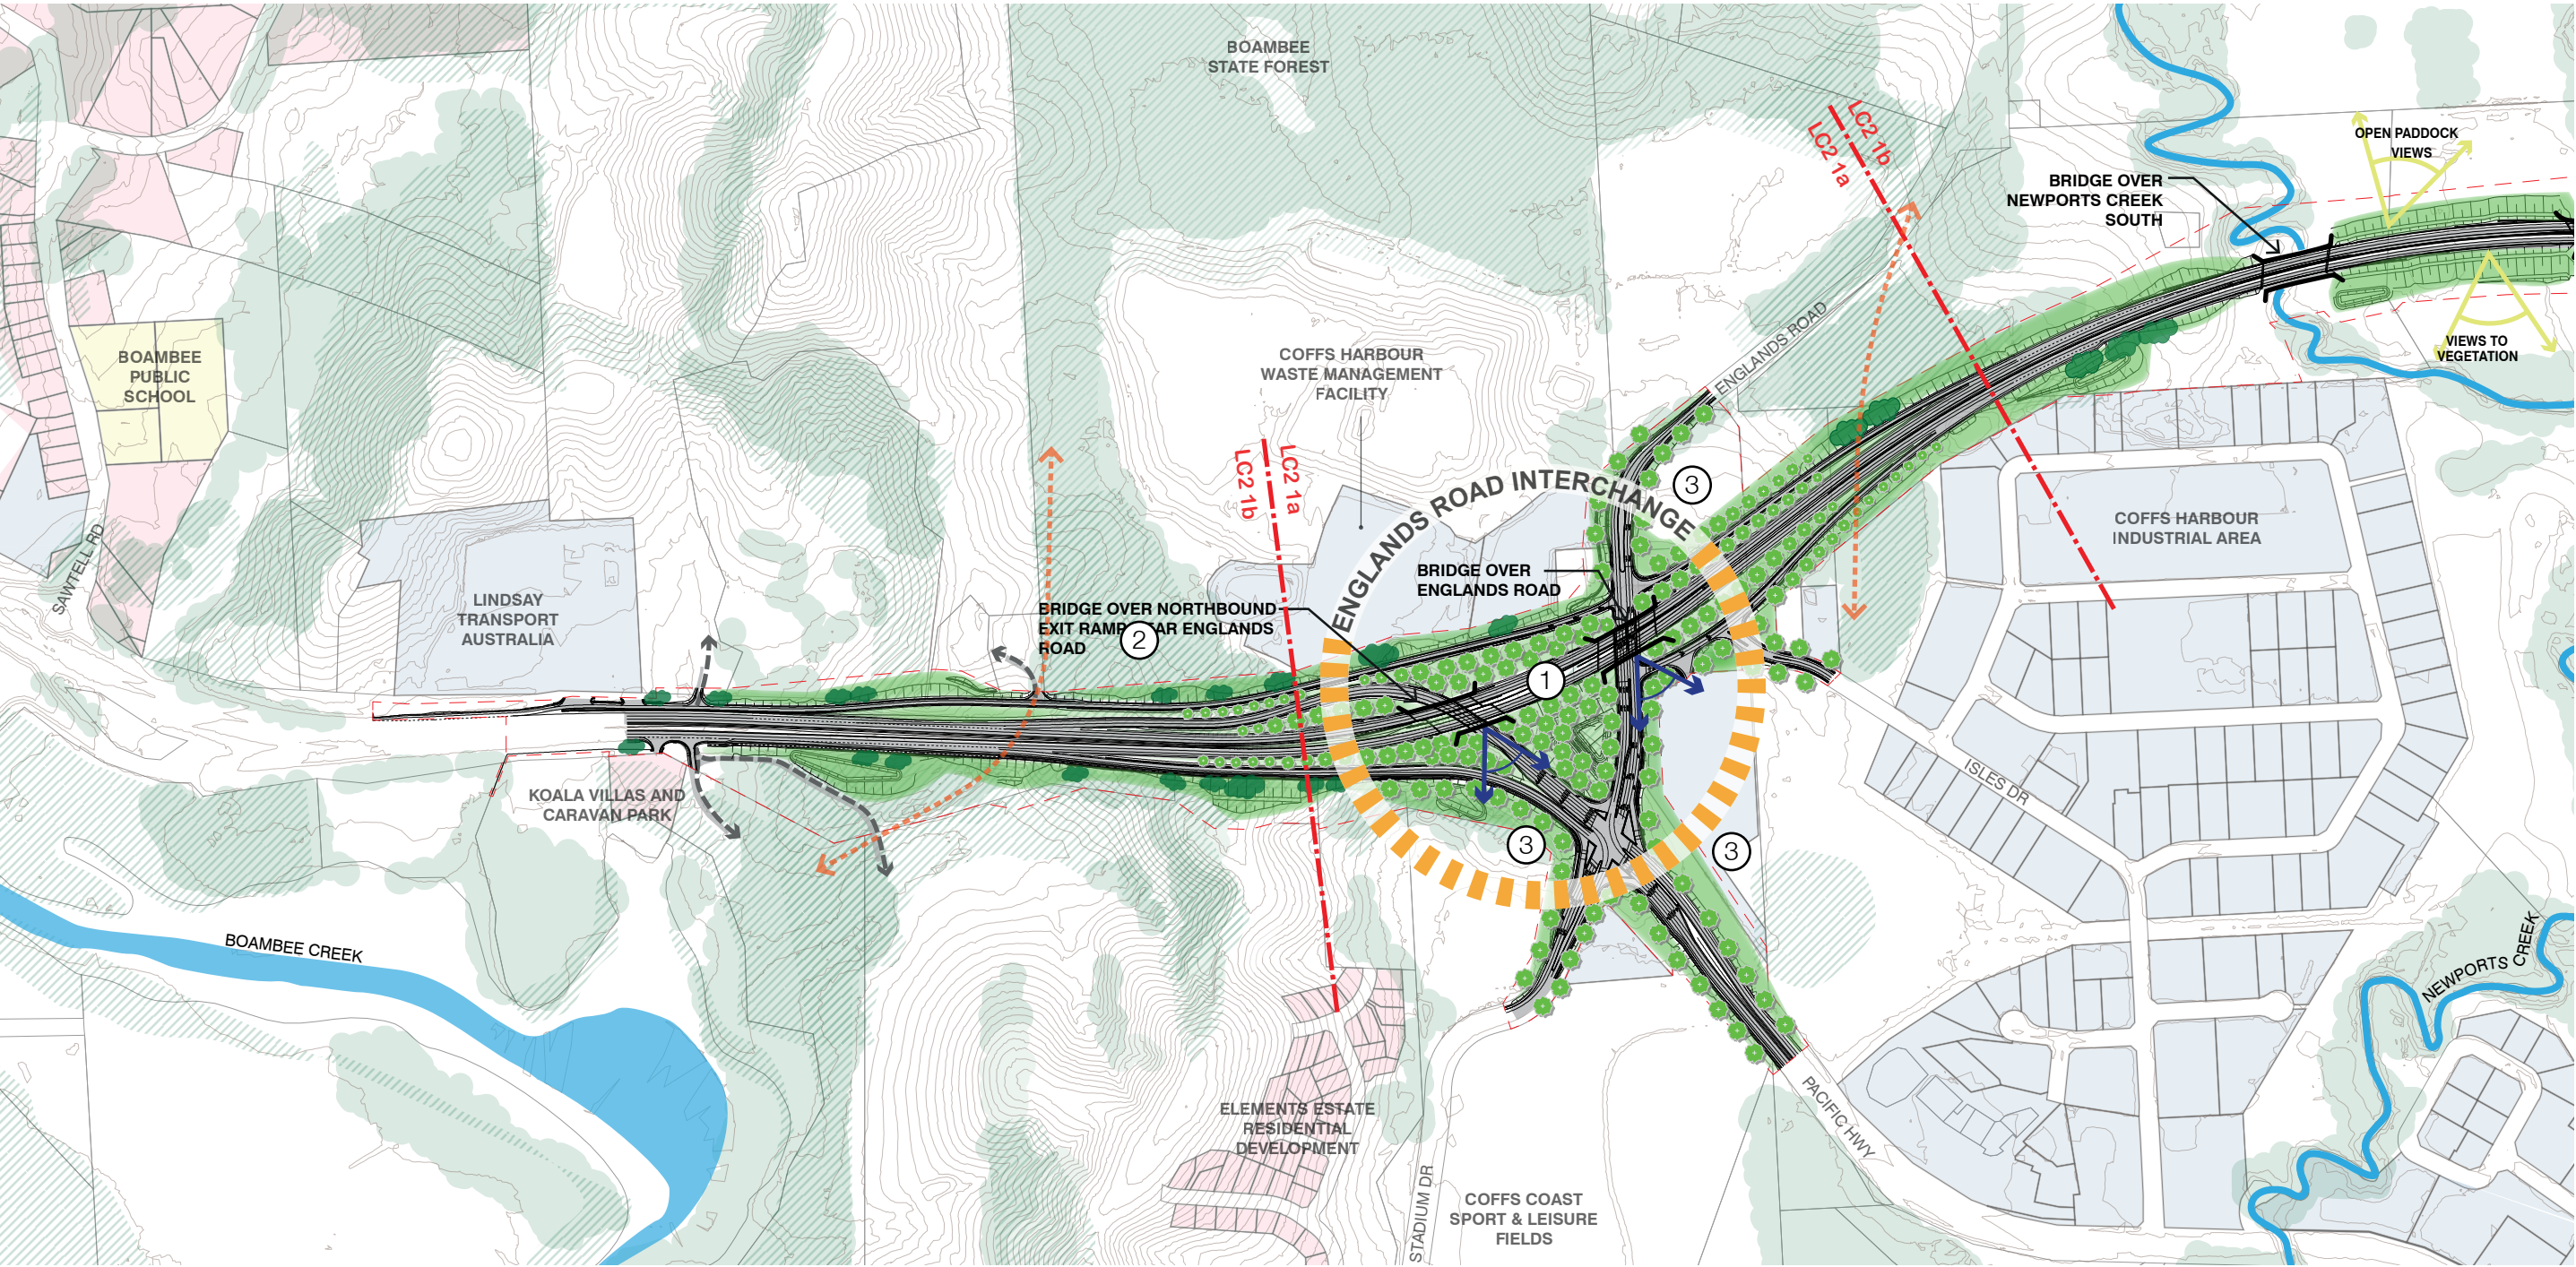 BOAMBEE
STATE FOREST
LC2 1b
LC2 1a
OPEN PADDOCK
VIEWS
BRIDGE OVER
NEWPORTS CREEK
SOUTH
VIEWS TO
VEGETATION
BOAMBEE
PUBLIC
SCHOOL
COFFS HARBOUR
WASTE MANAGEMENT
FACILITY
ENGLANDS ROAD
LC2 1b
LC2 1a
ENGLANDS ROAD INTERCHANGE
3
COFFS HARBOUR
INDUSTRIAL AREA
SAWTELL RD
LINDSAY
TRANSPORT
AUSTRALIA
BRIDGE OVER
ENGLANDS ROAD
BRIDGE OVER NORTHBOUND
EXIT RAMP AR ENGLANDS
ROAD
2
1
KOALA VILLAS AND
CARAVAN PARK
ISLES DR
3
3
BOAMBEE CREEK
NEWPORTS CREEK
PACIFIC HWY
ELEMENTS ESTATE
RESIDENTIAL
DEVELOPMENT
STADIUM DR
COFFS COAST
SPORT & LEISURE
FIELDS